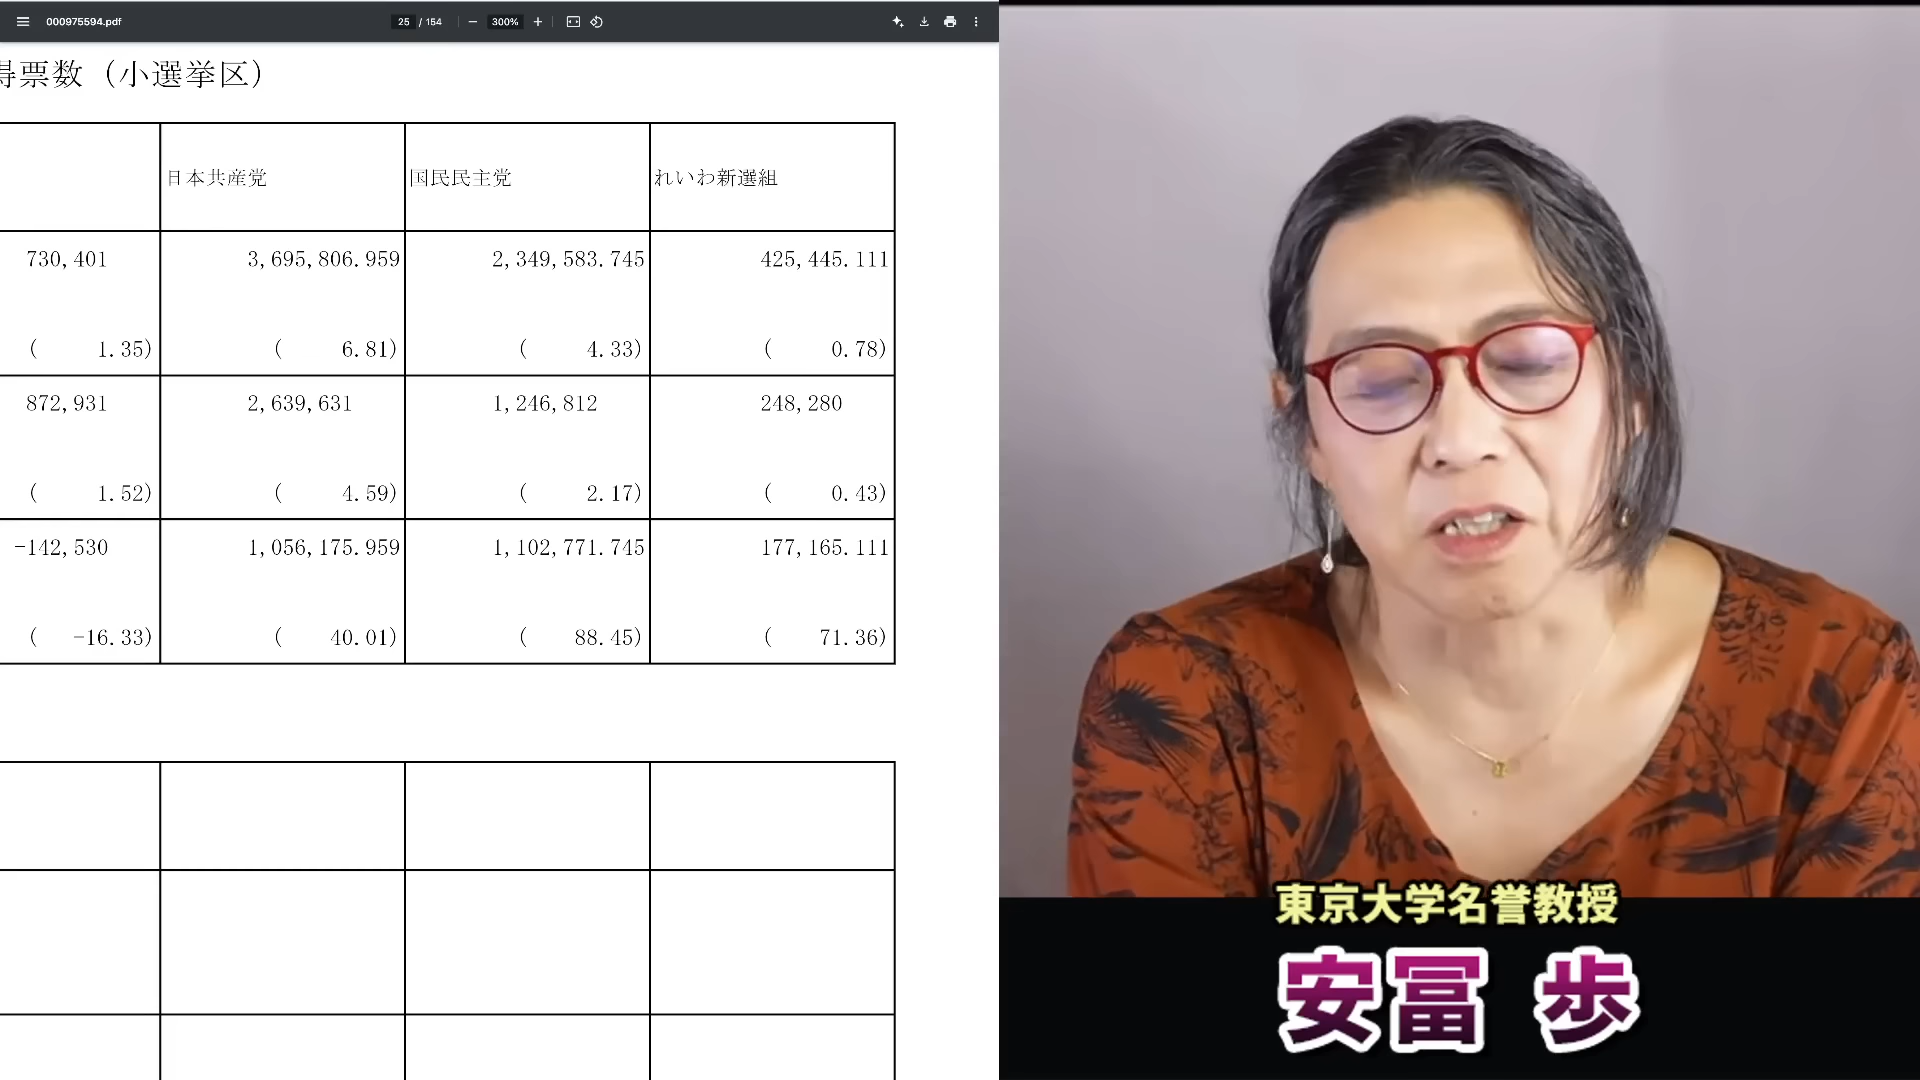 000975594.pdf
25 / 154
300%
得票数（小選挙区）
日本共産党 国民民主党 れいわ新選組
730,401 3,695,806.959 2,349,583.745 425,445.111
( 1.35) ( 6.81) ( 4.33) ( 0.78)
872,931 2,639,631 1,246,812 248,280
( 1.52) ( 4.59) ( 2.17) ( 0.43)
-142,530 1,056,175.959 1,102,771.745 177,165.111
( -16.33) ( 40.01) ( 88.45) ( 71.36)
東京大学名誉教授
安冨 歩